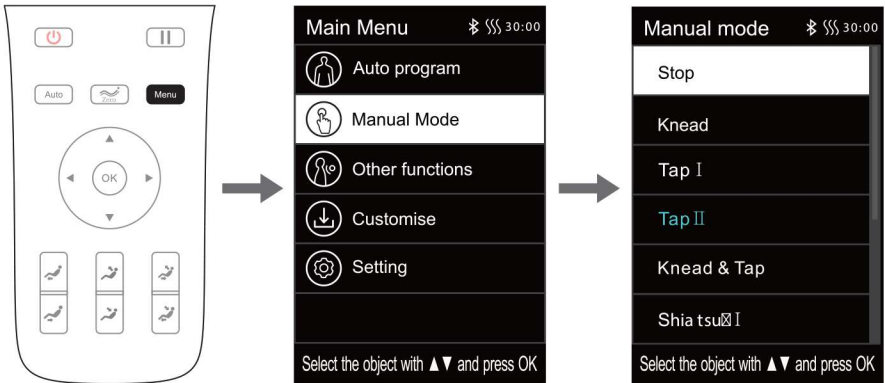 Auto
Zero
Menu
OK
Main Menu 30:00
Auto program
Manual Mode
Other functions
Customise
Setting
Select the object with ▲▼ and press OK
Manual mode 30:00
Stop
Knead
Tap Ⅰ
Tap Ⅱ
Knead & Tap
Shia tsu☒Ⅰ
Select the object with ▲▼ and press OK